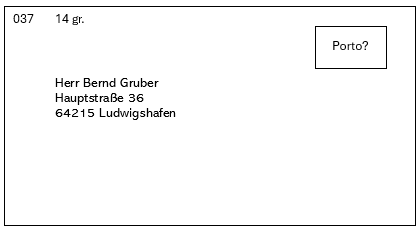 037 14 gr.
Porto?
Herr Bernd Gruber
Hauptstraße 36
64215 Ludwigshafen